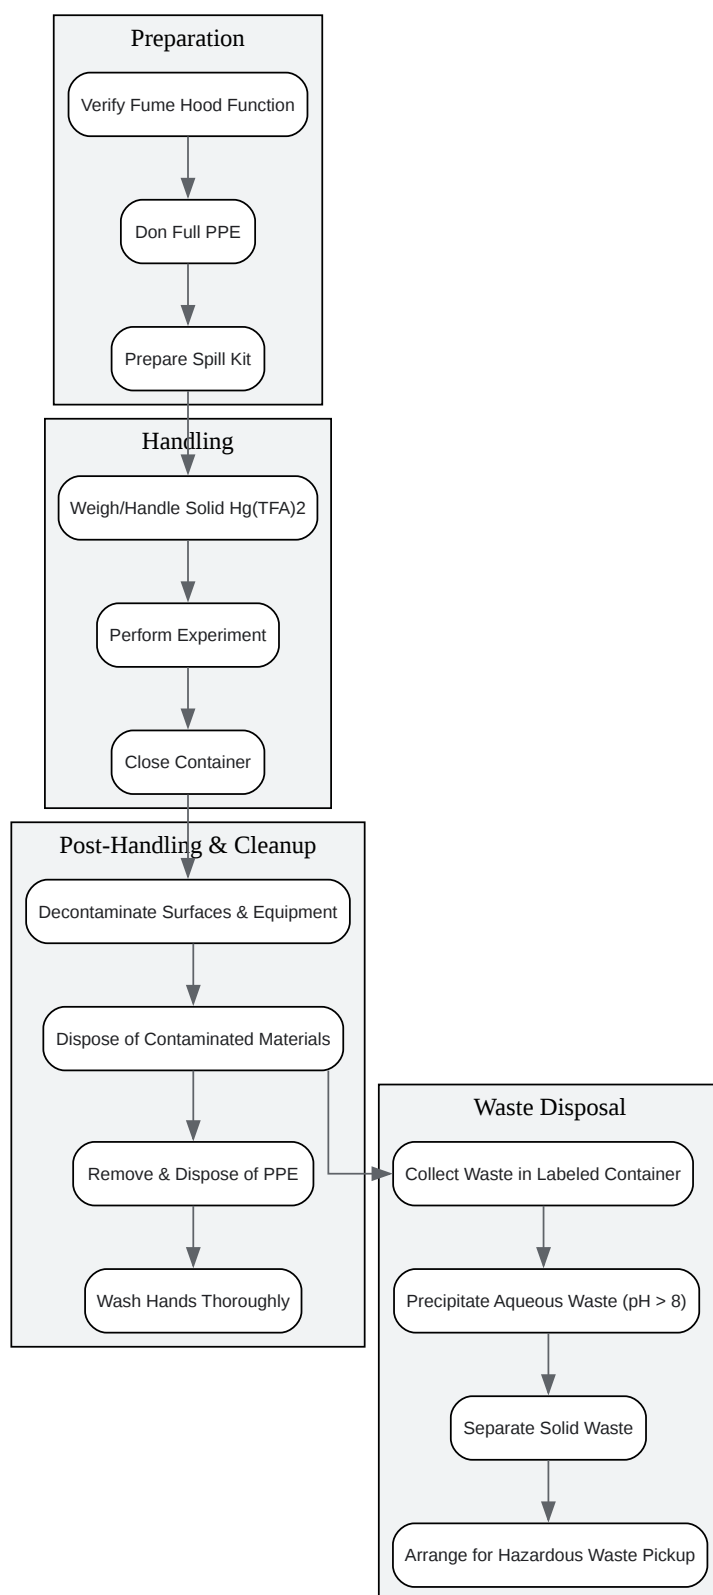 Preparation
Verify Fume Hood Function
Don Full PPE
Prepare Spill Kit
Handling
Weigh/Handle Solid Hg(TFA)2
Perform Experiment
Close Container
Post-Handling & Cleanup
Decontaminate Surfaces & Equipment
Dispose of Contaminated Materials
Remove & Dispose of PPE
Wash Hands Thoroughly
Waste Disposal
Collect Waste in Labeled Container
Precipitate Aqueous Waste (pH > 8)
Separate Solid Waste
Arrange for Hazardous Waste Pickup